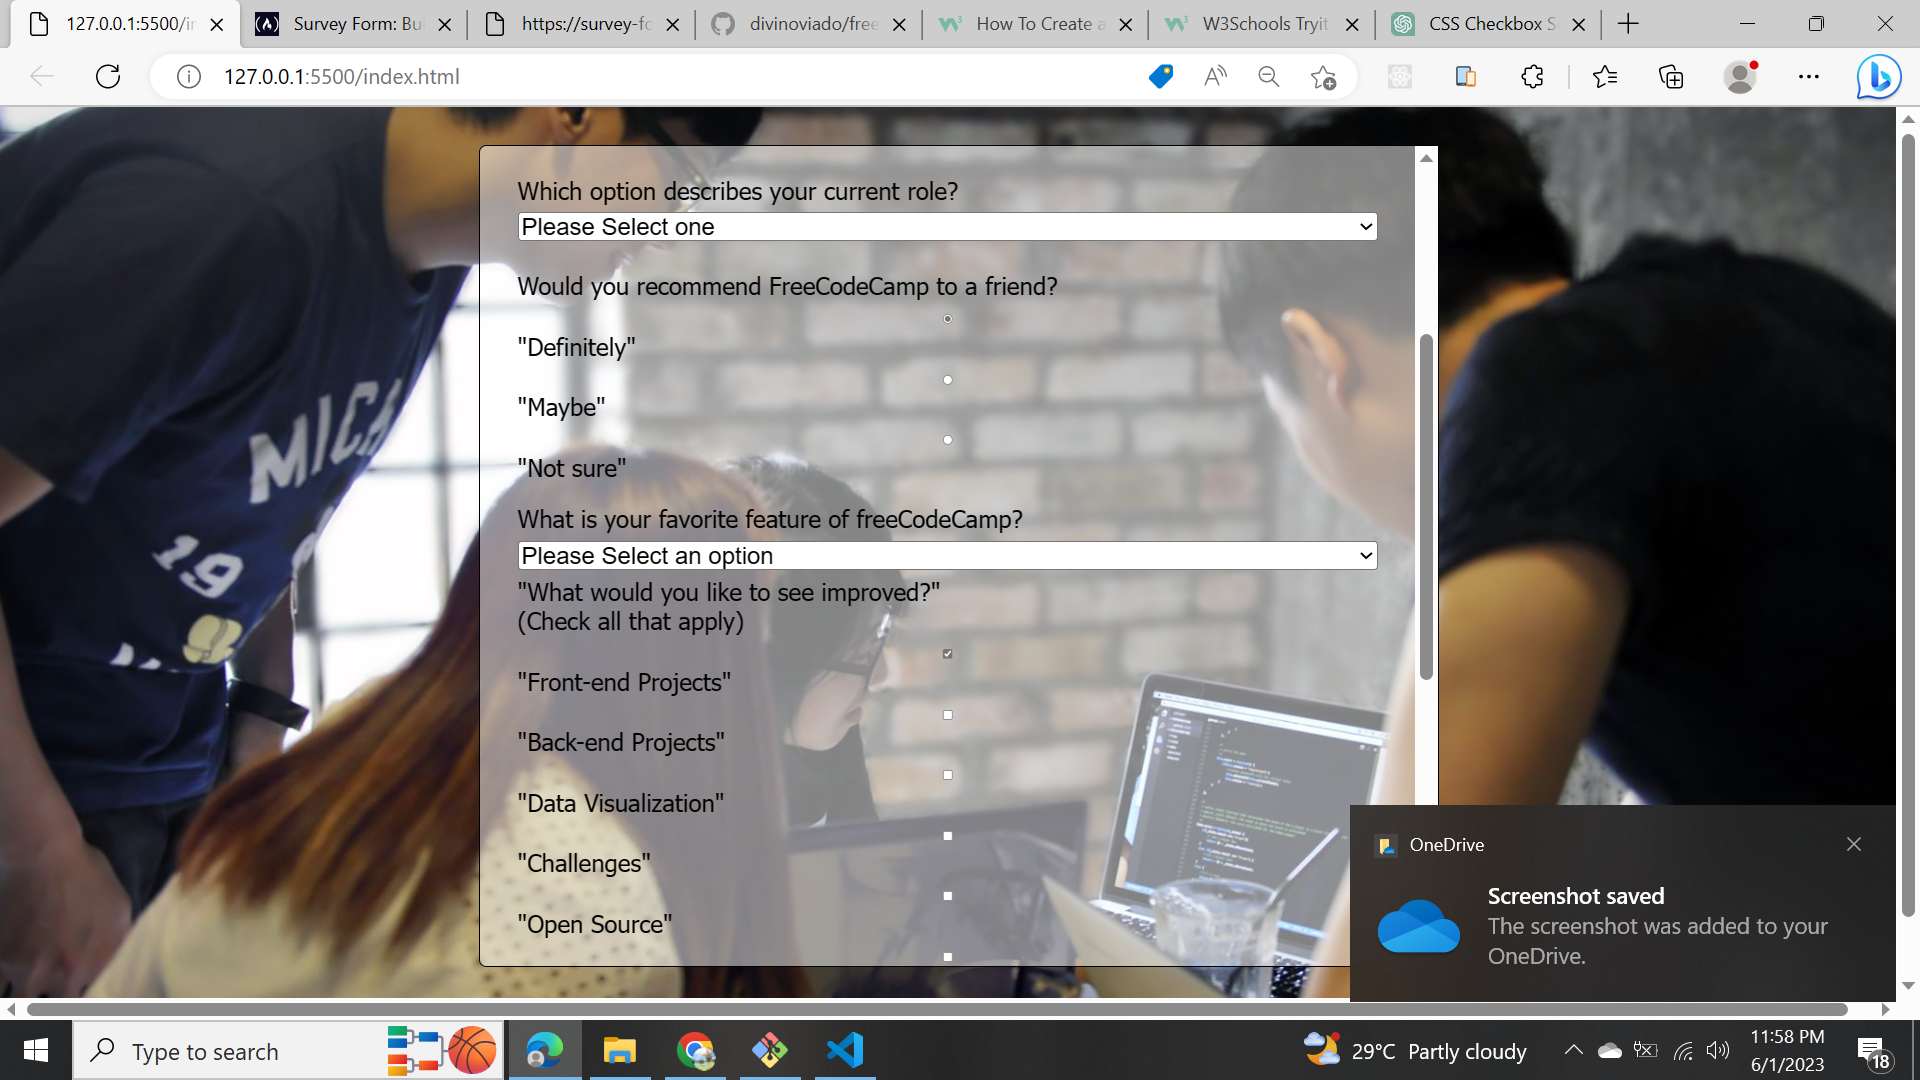 127.0.0.1:5500/in
Survey Form: Bui
https://survey-fo
divinoviado/free
How To Create a
W3Schools Tryit
CSS Checkbox S
127.0.0.1:5500/index.html
Which option describes your current role?
Please Select one
Would you recommend FreeCodeCamp to a friend?
"Definitely"
"Maybe"
"Not sure"
What is your favorite feature of freeCodeCamp?
Please Select an option
"What would you like to see improved?"
(Check all that apply)
"Front-end Projects"
"Back-end Projects"
"Data Visualization"
"Challenges"
"Open Source"
MICH
19
OneDrive
Screenshot saved
The screenshot was added to your
OneDrive.
Type to search
29°C Partly cloudy
11:58 PM
6/1/2023
18